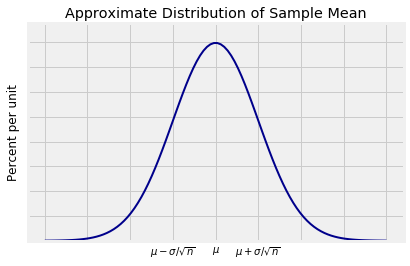 Approximate Distribution of Sample Mean
Percent per unit
μ − σ/√n μ μ + σ/√n